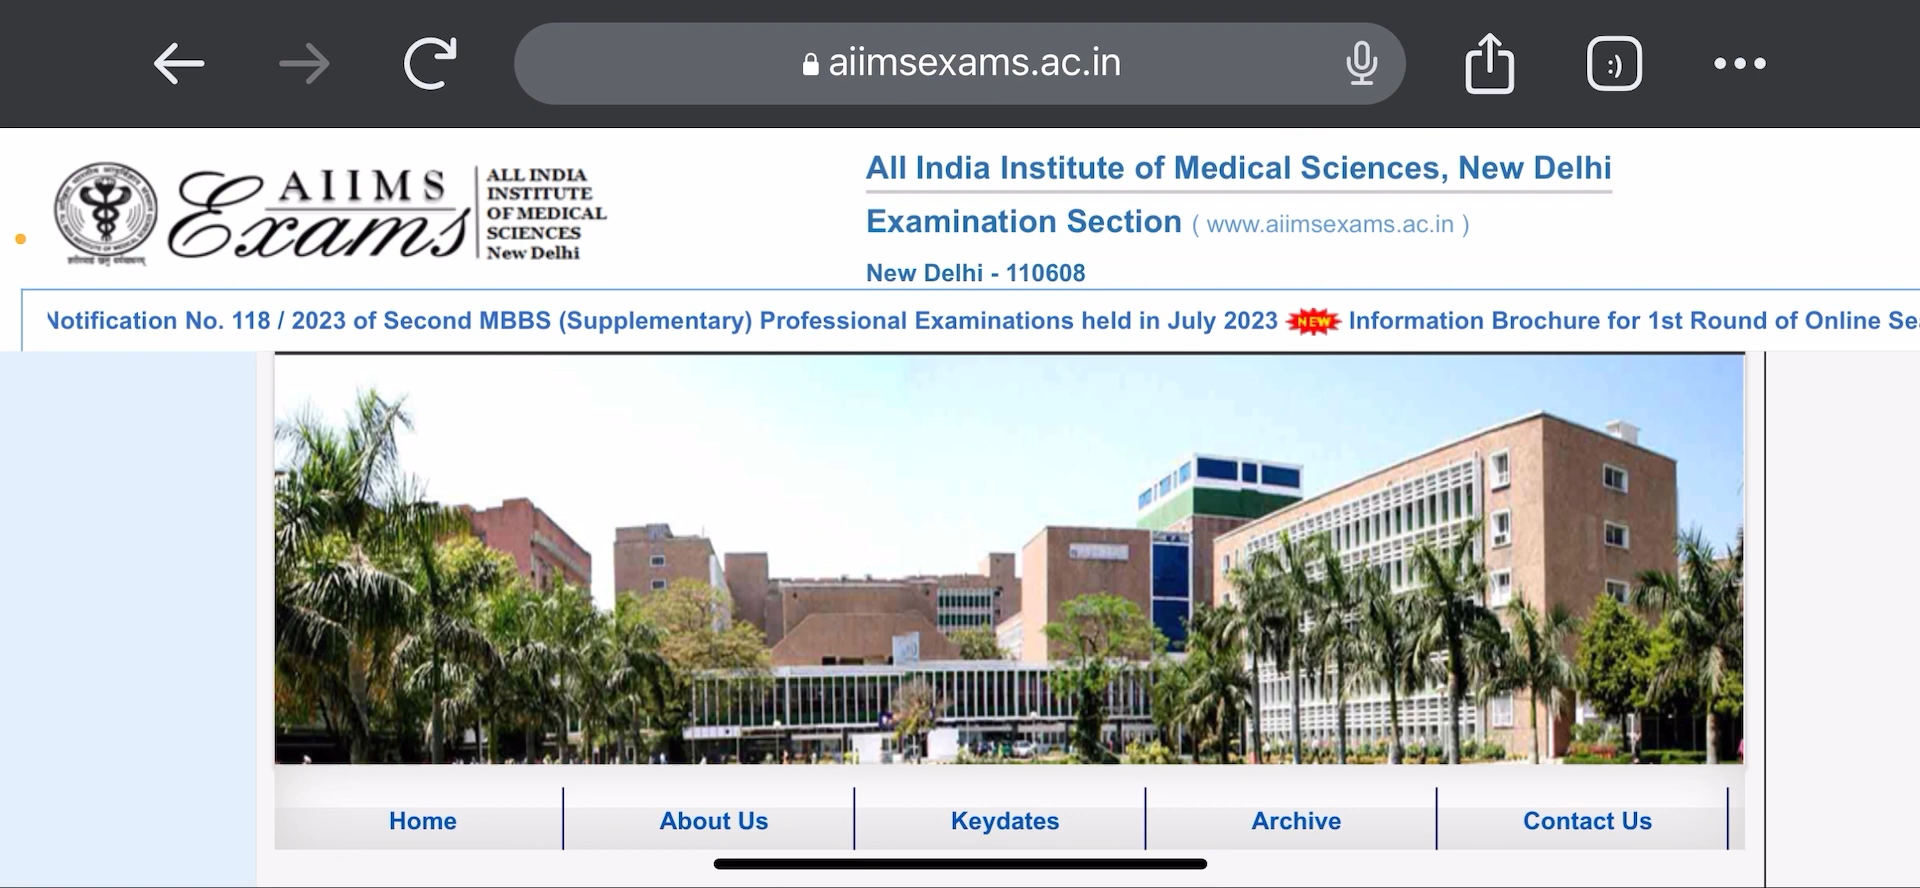 aiimsexams.ac.in
:)
AIIMS
Exams
ALL INDIA
INSTITUTE
OF MEDICAL
SCIENCES
New Delhi
All India Institute of Medical Sciences, New Delhi
Examination Section ( www.aiimsexams.ac.in )
New Delhi - 110608
Notification No. 118 / 2023 of Second MBBS (Supplementary) Professional Examinations held in July 2023 NEW Information Brochure for 1st Round of Online Se
Home About Us Keydates Archive Contact Us